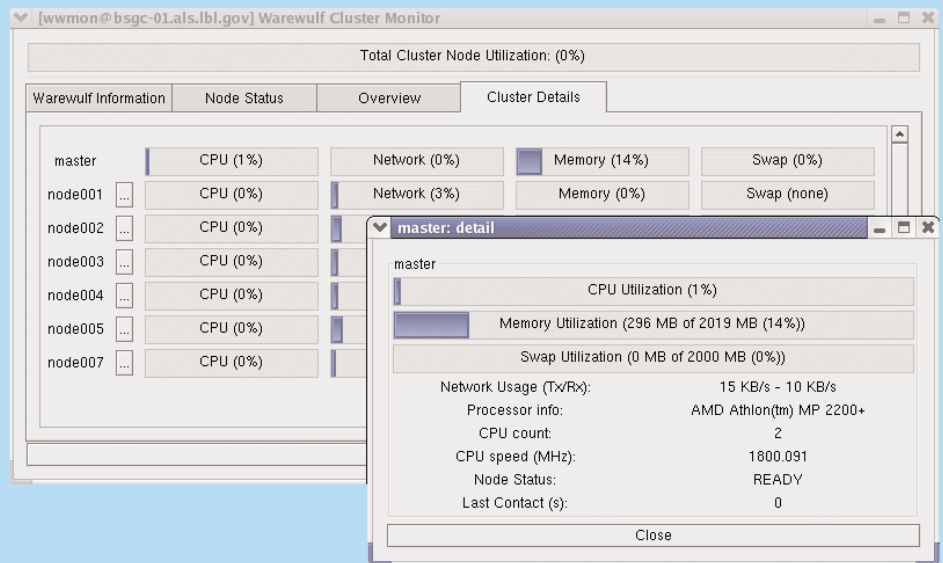 [wwmon@bsgc-01.als.lbl.gov] Warewulf Cluster Monitor
Total Cluster Node Utilization: (0%)
Warewulf Information Node Status Overview Cluster Details
master CPU (1%) Network (0%) Memory (14%) Swap (0%)
node001 ... CPU (0%) Network (3%) Memory (0%) Swap (none)
node002 ... CPU (0%)
node003 ... CPU (0%)
node004 ... CPU (0%)
node005 ... CPU (0%)
node007 ... CPU (0%)
master: detail
master
CPU Utilization (1%)
Memory Utilization (296 MB of 2019 MB (14%))
Swap Utilization (0 MB of 2000 MB (0%))
Network Usage (Tx/Rx): 15 KB/s - 10 KB/s
Processor info: AMD Athlon(tm) MP 2200+
CPU count: 2
CPU speed (MHz): 1800.091
Node Status: READY
Last Contact (s): 0
Close